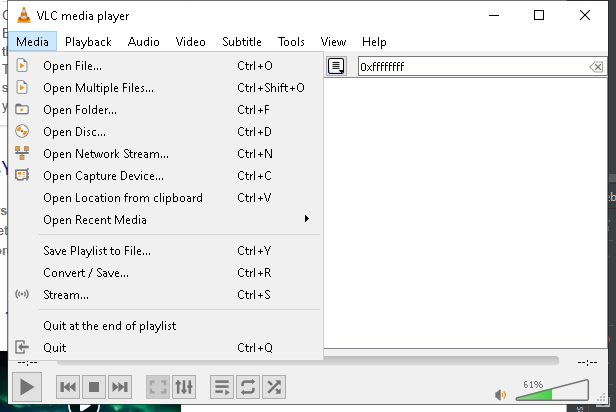 VLC media player
Media Playback Audio Video Subtitle Tools View Help
Open File... Ctrl+O
0xffffffff
Open Multiple Files... Ctrl+Shift+O
Open Folder... Ctrl+F
Open Disc... Ctrl+D
Open Network Stream... Ctrl+N
Open Capture Device... Ctrl+C
Open Location from clipboard Ctrl+V
Open Recent Media
Save Playlist to File... Ctrl+Y
Convert / Save... Ctrl+R
Stream... Ctrl+S
Quit at the end of playlist
Quit Ctrl+Q
--:-- --:--
61%